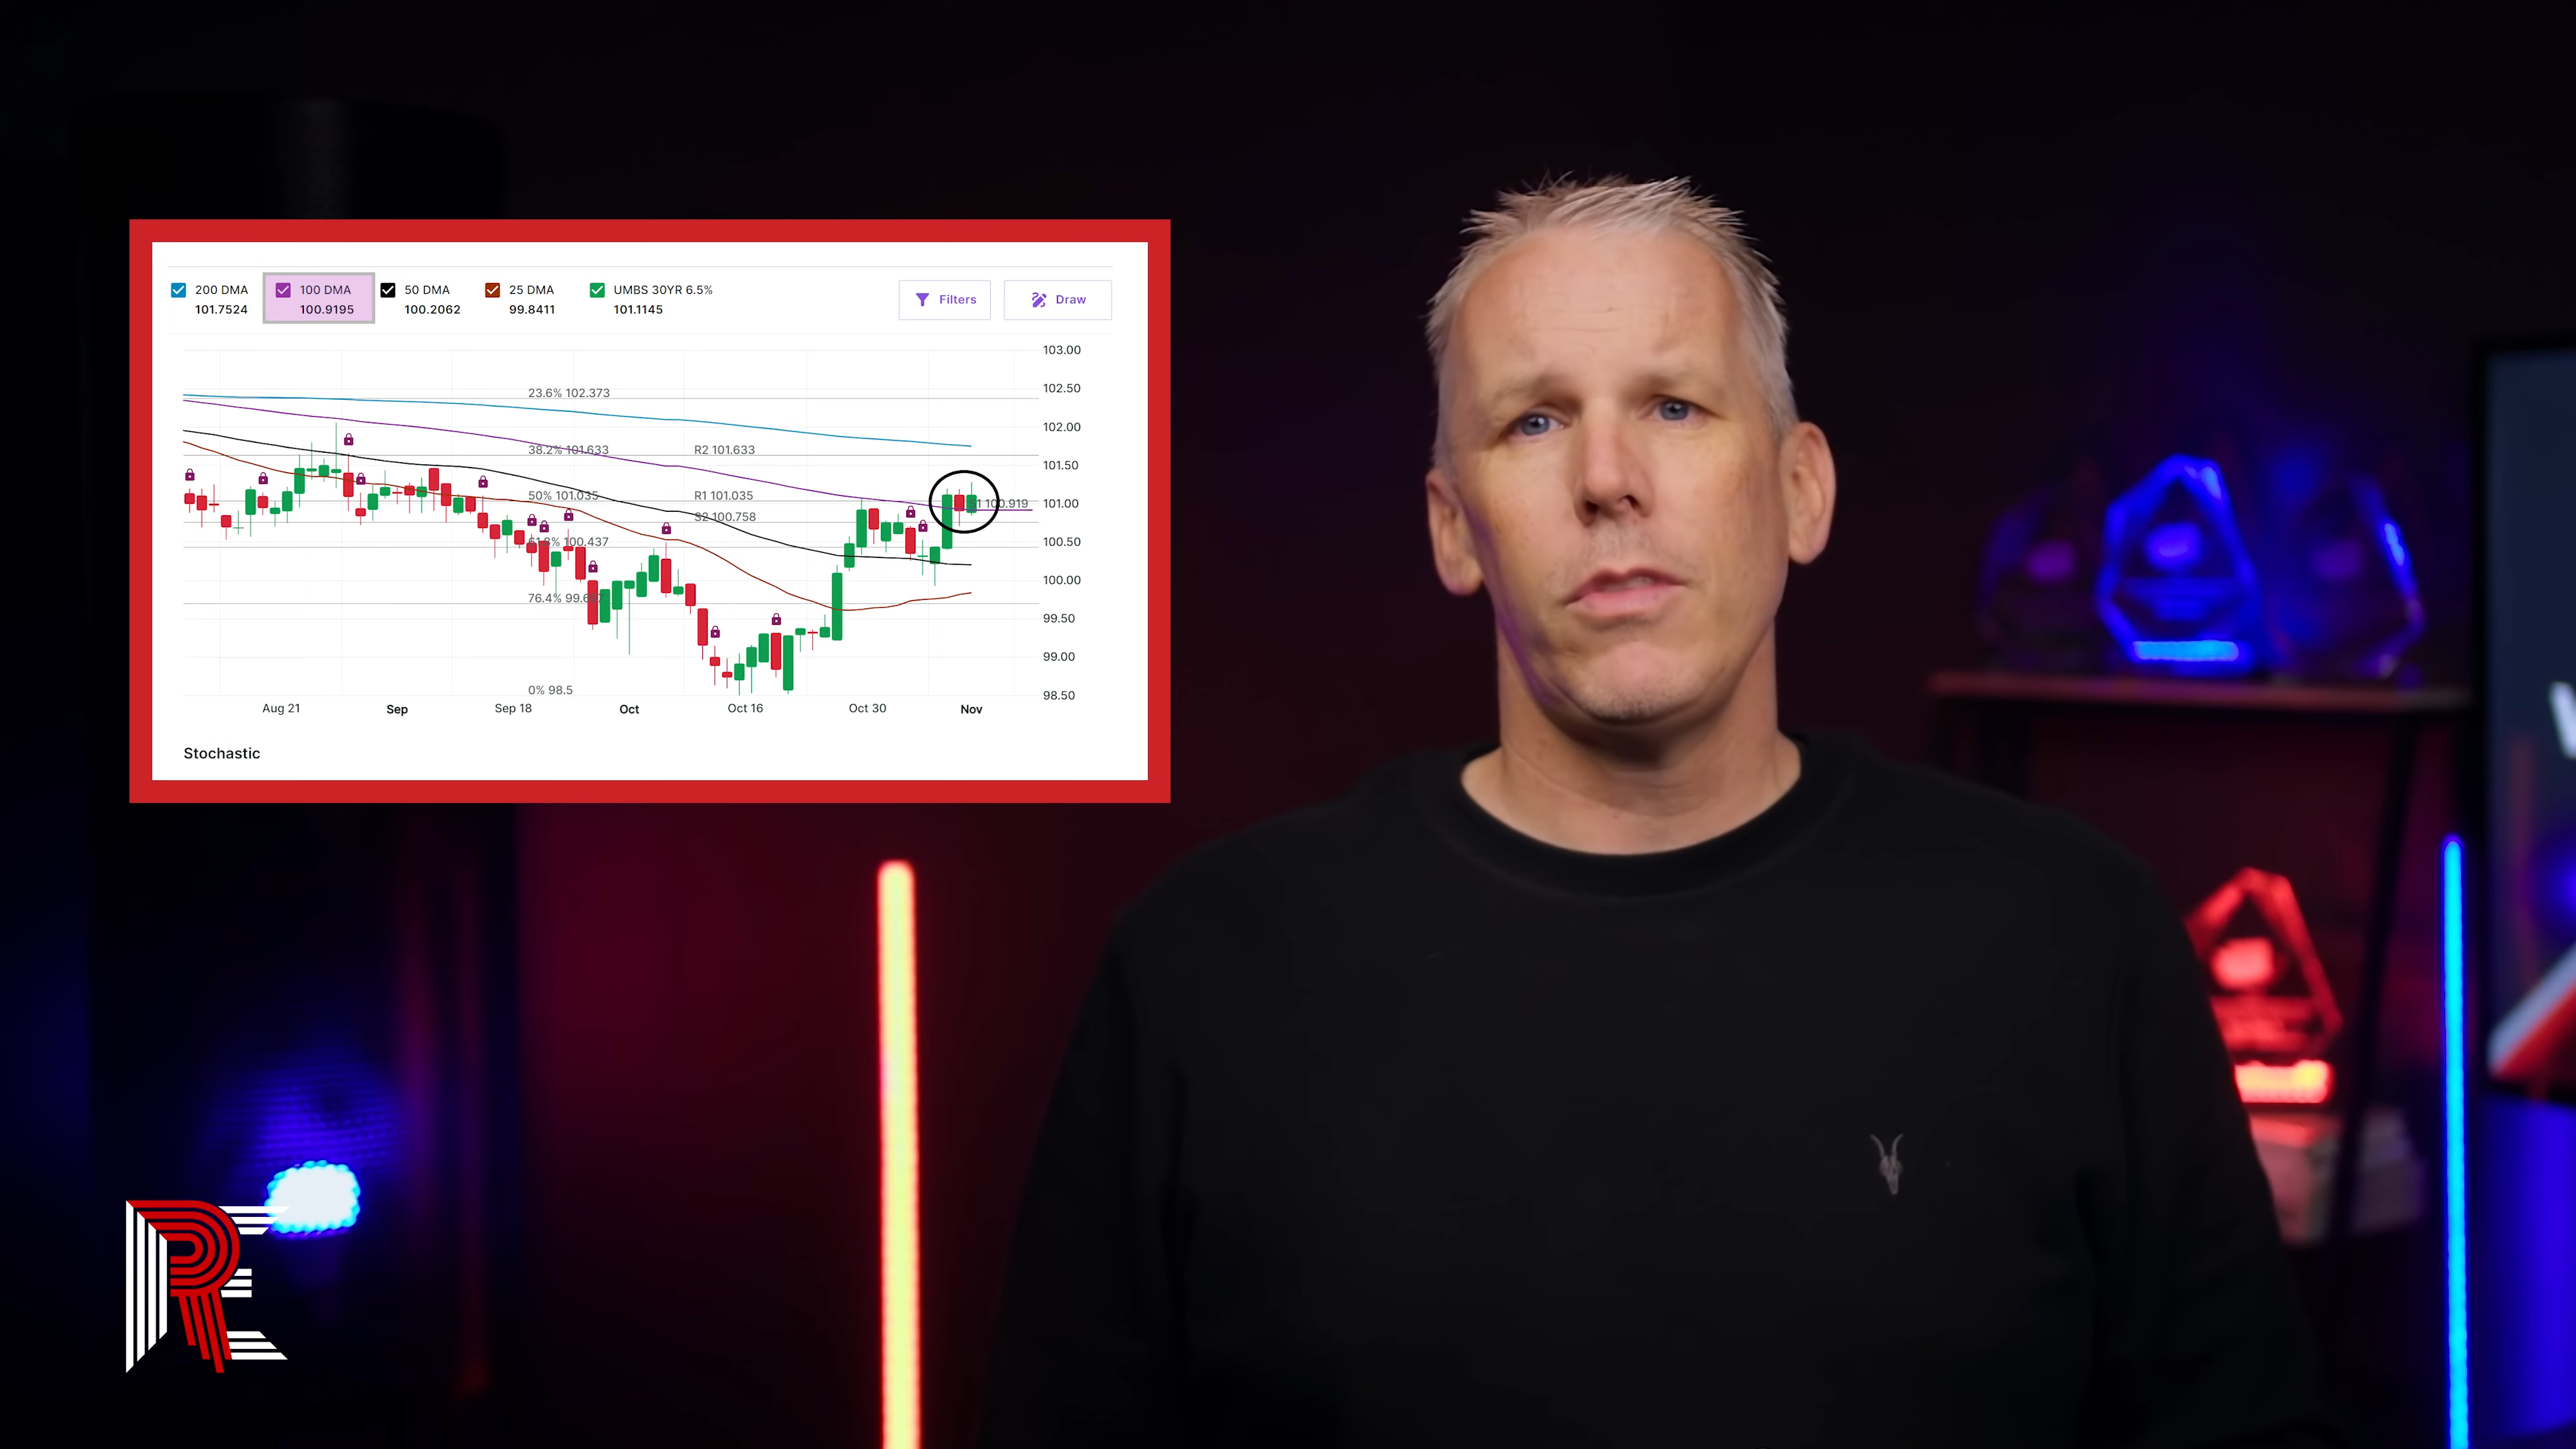 200 DMA 100 DMA 50 DMA 25 DMA UMBS 30YR 6.5%
101.7524 100.9195 100.2062 99.8411 101.1145
Filters Draw
103.00
23.6% 102.373
102.50
102.00
38.2% 101.633 R2 101.633
101.50
50% 101.035 R1 101.035
101.00
S2 100.758
61.8% 100.437
100.50
100.00
76.4%
99.50
99.00
0% 98.5
98.50
Aug 21 Sep Sep 18 Oct Oct 16 Oct 30 Nov
Stochastic
RE